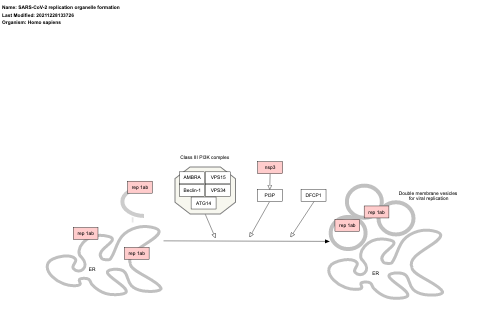 Name: SARS-CoV-2 replication organelle formation
Last Modified: 20211228133726
Organism: Homo sapiens
Class III PI3K complex
AMBRA
VPS15
Beclin-1
VPS34
ATG14
nsp3
PI3P
DFCP1
Double membrane vesicles
for viral replication
rep 1ab
rep 1ab
rep 1ab
ER
rep 1ab
rep 1ab
ER